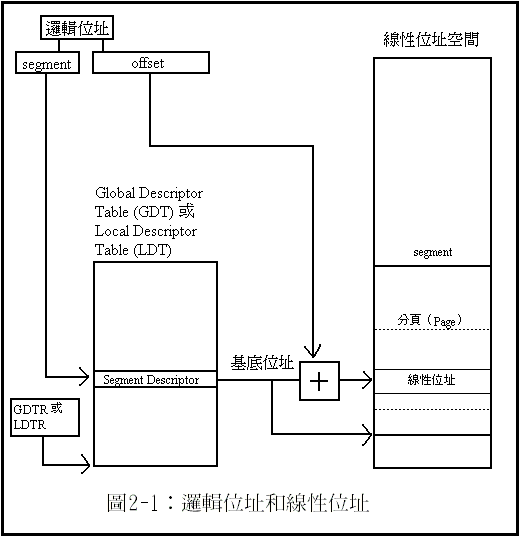 邏輯位址
segment
offset
線性位址空間
Global Descriptor
Table (GDT) 或
Local Descriptor
Table (LDT)
segment
分頁（Page）
基底位址
+
Segment Descriptor
線性位址
GDTR 或
LDTR
圖2-1：邏輯位址和線性位址